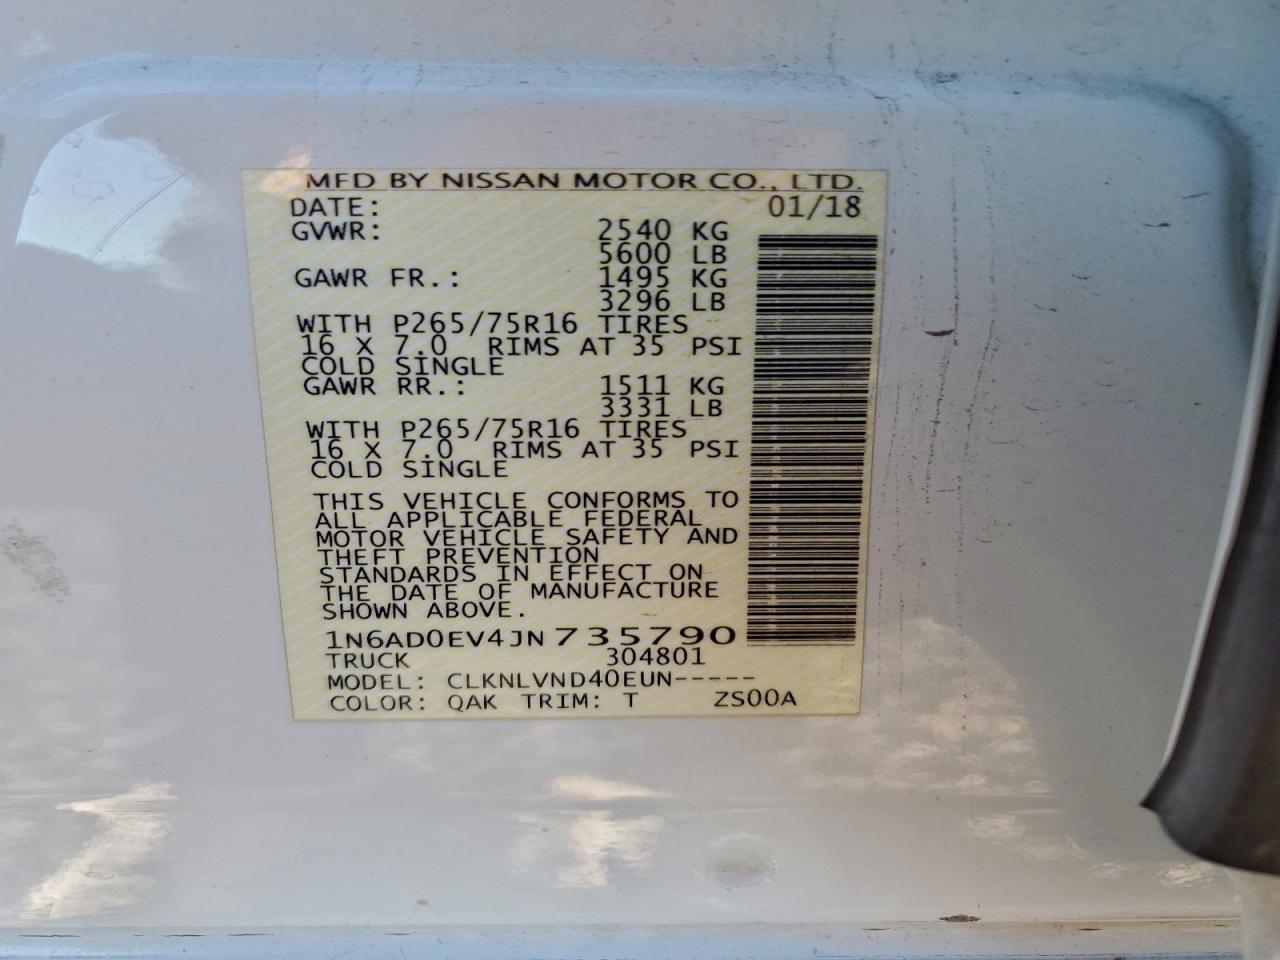 MFD BY NISSAN MOTOR CO., LTD.
DATE: 01/18
GVWR: 2540 KG
5600 LB
GAWR FR.: 1495 KG
3296 LB
WITH P265/75R16 TIRES
16 X 7.0 RIMS AT 35 PSI
COLD SINGLE
GAWR RR.: 1511 KG
3331 LB
WITH P265/75R16 TIRES
16 X 7.0 RIMS AT 35 PSI
COLD SINGLE
THIS VEHICLE CONFORMS TO
ALL APPLICABLE FEDERAL
MOTOR VEHICLE SAFETY AND
THEFT PREVENTION
STANDARDS IN EFFECT ON
THE DATE OF MANUFACTURE
SHOWN ABOVE.
1N6AD0EV4JN735790
TRUCK 304801
MODEL: CLKNLVND40EUN-----
COLOR: QAK TRIM: T ZS00A